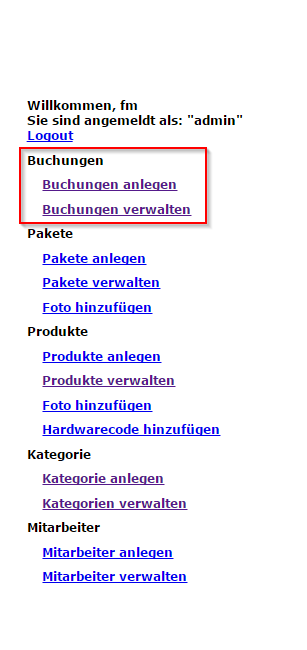 Willkommen, fm
Sie sind angemeldet als: "admin"
Logout
Buchungen
Buchungen anlegen
Buchungen verwalten
Pakete
Pakete anlegen
Pakete verwalten
Foto hinzufügen
Produkte
Produkte anlegen
Produkte verwalten
Foto hinzufügen
Hardwarecode hinzufügen
Kategorie
Kategorie anlegen
Kategorien verwalten
Mitarbeiter
Mitarbeiter anlegen
Mitarbeiter verwalten